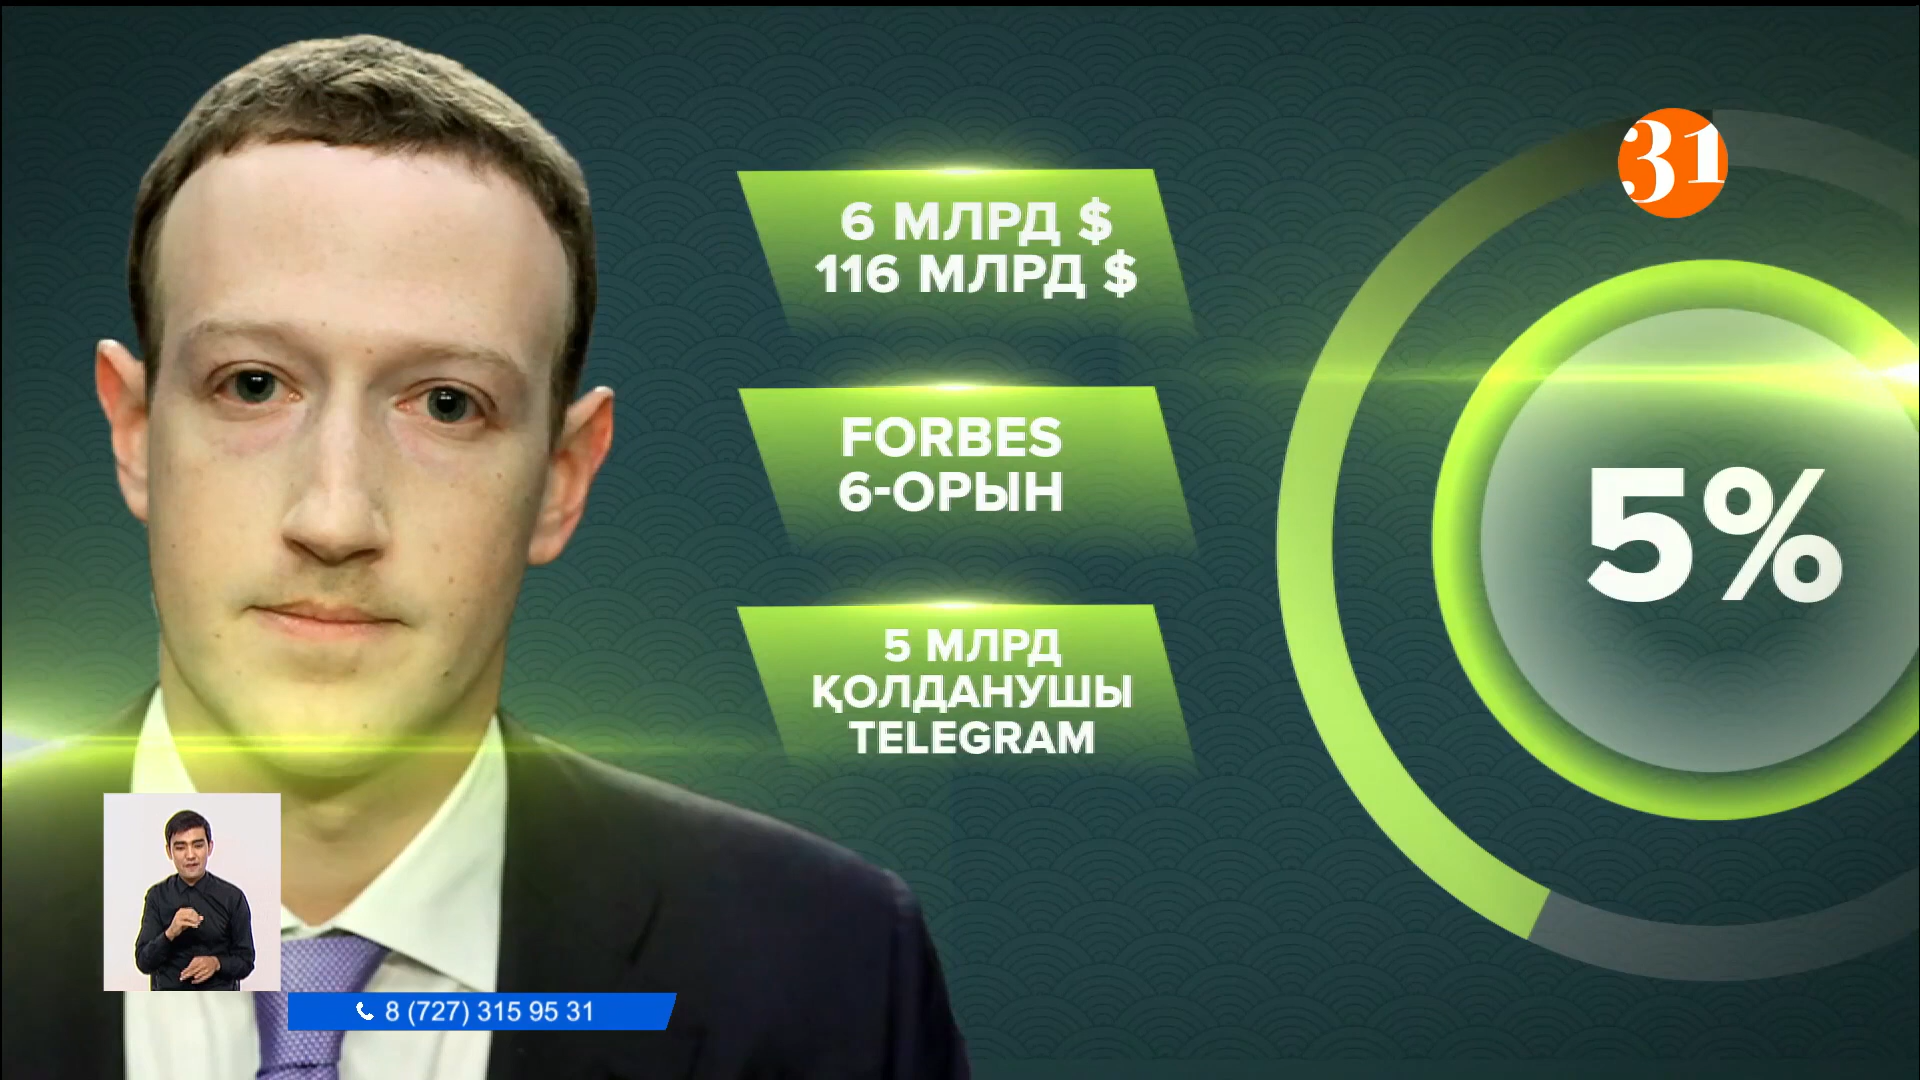 31
6 МЛРД $
116 МЛРД $
FORBES
6-ОРЫН
5 МЛРД
ҚОЛДАНУШЫ
TELEGRAM
5%
8 (727) 315 95 31